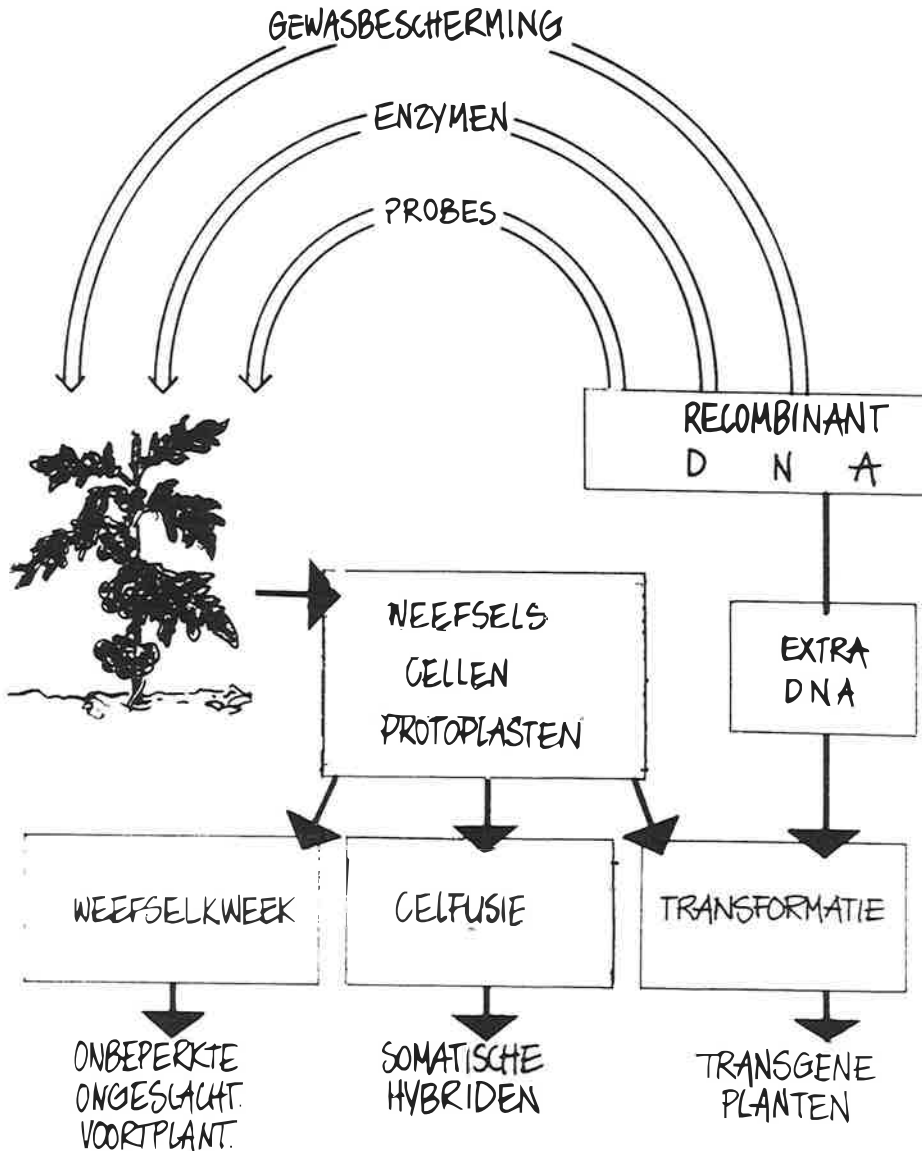 GEWASBESCHERMING
ENZYMEN
PROBES
RECOMBINANT
D N A
WEEFSELS
CELLEN
PROTOPLASTEN
EXTRA
DNA
WEEFSELKWEEK
CELFUSIE
TRANSFORMATIE
ONBEPERKTE
ONGESLACHT.
VOORTPLANT.
SOMATISCHE
HYBRIDEN
TRANSGENE
PLANTEN